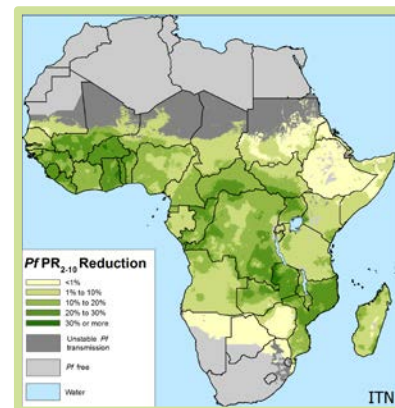 Pf PR2-10 Reduction
<1%
1% to 10%
10% to 20%
20% to 30%
30% or more
Unstable Pf
transmission
Pf free
Water
ITN